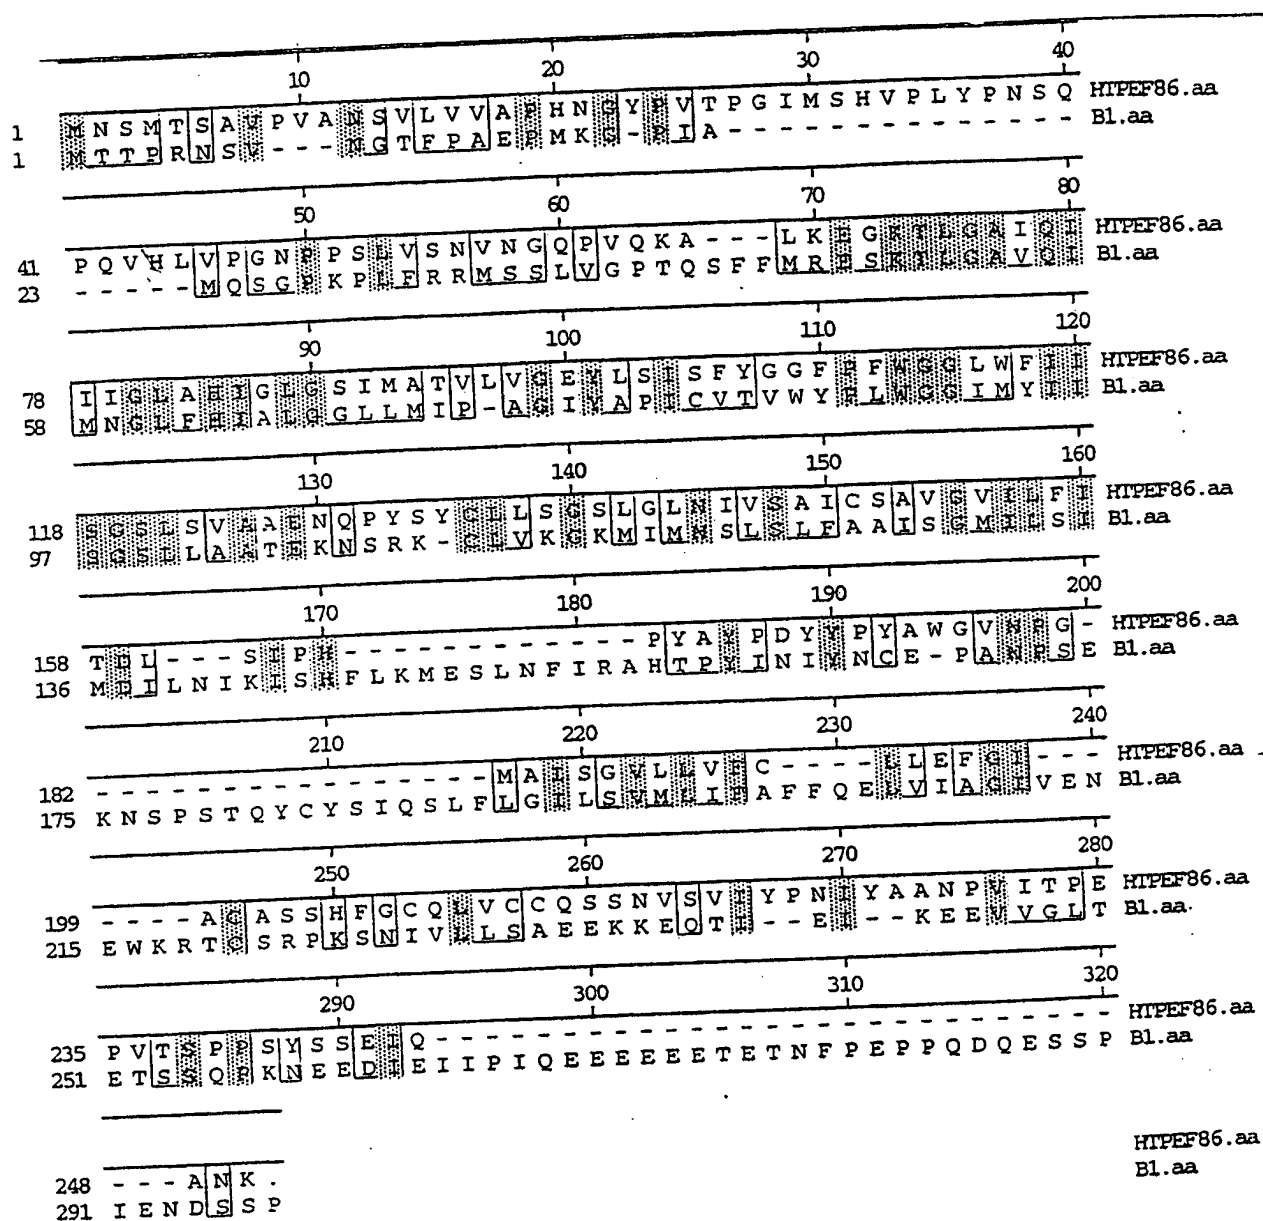 10 20 30 40
1 M N S M T S A V P V A N S V L V V A P H N G Y P V T P G I M S H V P L Y P N S Q HTPEF86.aa
1 M T T P R N S V - - - N G T F P A E P M K G - P I A - - - - - - - - - - - - - - B1.aa
50 60 70 80
41 P Q V H L V P G N P P S L V S N V N G Q P V Q K A - - - L K E G K T L G A I Q I HTPEF86.aa
23 - - - - - M Q S G P K P L F R R M S S L V G P T Q S F F M R E S K T L G A V Q I B1.aa
90 100 110 120
78 I I G L A H I G L G S I M A T V L V G E Y L S I S F Y G G F P F W G G L W F I I HTPEF86.aa
58 M N G L F H I A L G G L L M I P - A G I Y A P I C V T V W Y P L W G G I M Y I I B1.aa
130 140 150 160
118 S G S L S V A A E N Q P Y S Y C L L S G S L G L N I V S A I C S A V G V I L F I HTPEF86.aa
97 S G S L L A A T E K N S R K - C L V K G K M I M N S L S L F A A I S G M I L S I B1.aa
170 180 190 200
158 T D L - - - S I P H - - - - - - - - - - - - P Y A Y P D Y Y P Y A W G V N P G - HTPEF86.aa
136 M D I L N I K I S H F L K M E S L N F I R A H T P Y I N I Y N C E - P A N P S E B1.aa
210 220 230 240
182 - - - - - - - - - - - - - - - - M A I S G V L L V F C - - - - L L E F G I - - - HTPEF86.aa
175 K N S P S T Q Y C Y S I Q S L F L G I L S V M L I F A F F Q E L V I A G I V E N B1.aa
250 260 270 280
199 - - - - A C A S S H F G C Q L V C C Q S S N V S V I Y P N I Y A A N P V I T P E HTPEF86.aa
215 E W K R T C S R P K S N I V L L S A E E K K E Q T I - - E I - - K E E V V G L T B1.aa
290 300 310 320
235 P V T S P P S Y S S E I Q - - - - - - - - - - - - - - - - - - - - - - - - - - - HTPEF86.aa
251 E T S S Q P K N E E D I E I I P I Q E E E E E E T E T N F P E P P Q D Q E S S P B1.aa
248 - - - A N K . HTPEF86.aa
291 I E N D S S P B1.aa